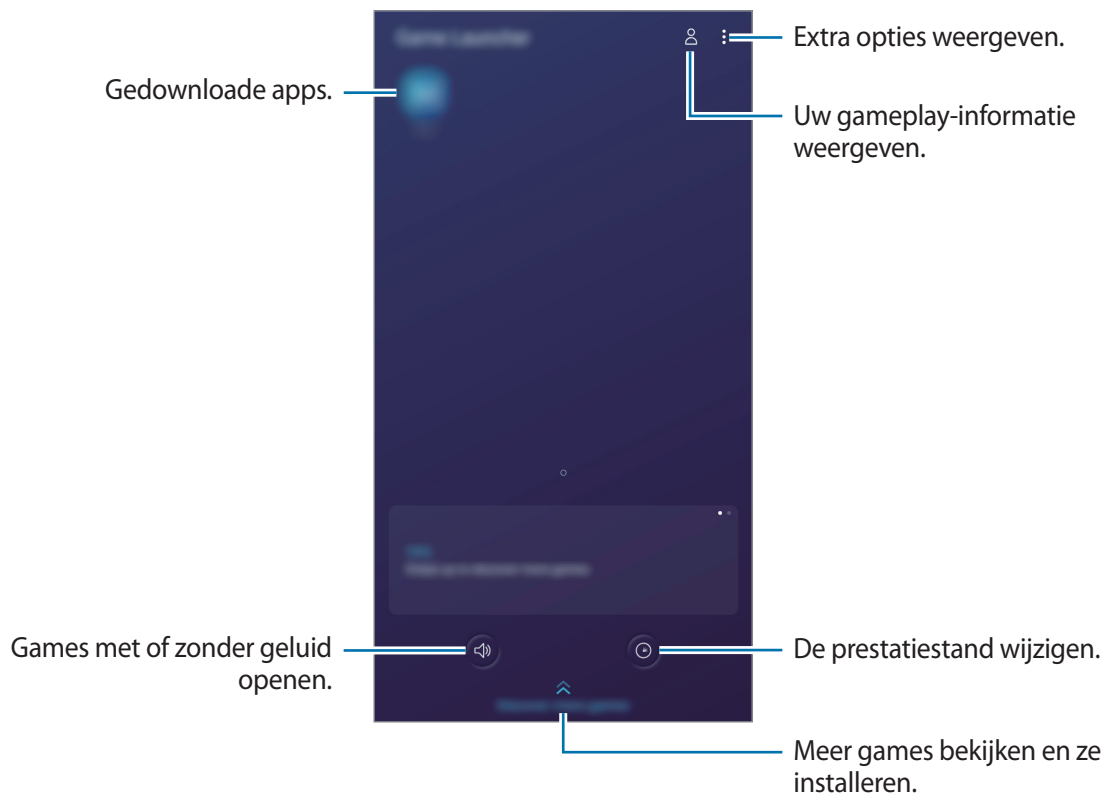 Extra opties weergeven.
Gedownloade apps.
Uw gameplay-informatie
weergeven.
Games met of zonder geluid
openen.
De prestatiestand wijzigen.
Meer games bekijken en ze
installeren.